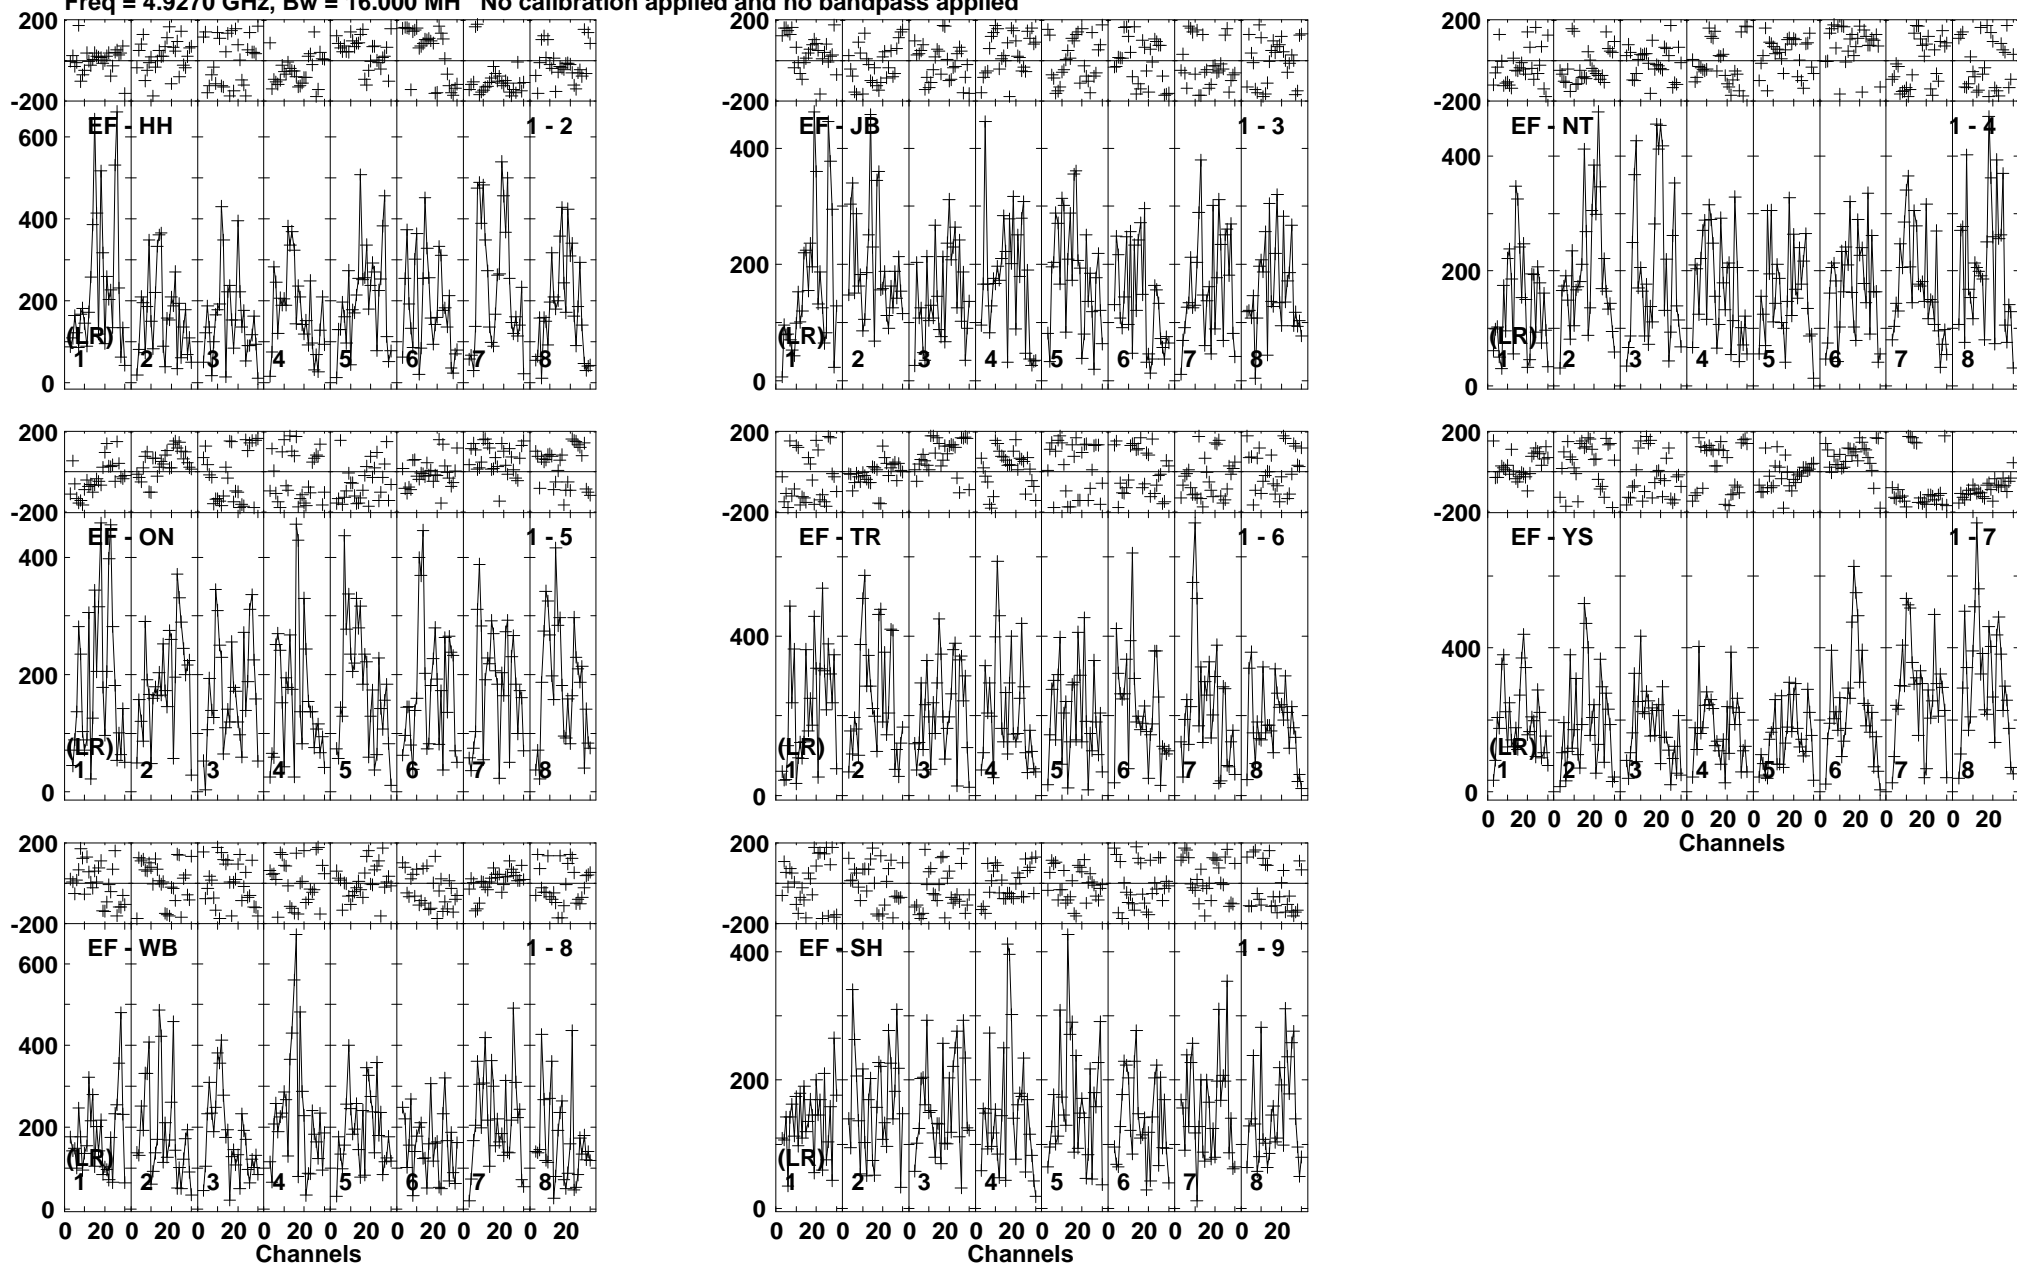 Freq = 4.9270 GHz, Bw = 16.000 MH No calibration applied and no bandpass applied
200
-200
EF - HH 1 - 2
600
400
200
0
(LR)
1 2 3 4 5 6 7 8
EF - JB 1 - 3
200
-200
400
200
0
(LR)
1 2 3 4 5 6 7 8
200
-200
EF - NT 1 - 4
400
200
0
(LR)
1 2 3 4 5 6 7 8
200
-200
EF - ON 1 - 5
400
200
0
(LR)
1 2 3 4 5 6 7 8
200
-200
EF - TR 1 - 6
400
0
(LR)
1 2 3 4 5 6 7 8
200
-200
EF - YS 1 - 7
400
0
(LR)
1 2 3 4 5 6 7 8
0 20 0 20 0 20 0 20 0 20 0 20 0 20 0 20
Channels
200
-200
EF - WB 1 - 8
600
400
200
0
(LR)
1 2 3 4 5 6 7 8
0 20 0 20 0 20 0 20 0 20 0 20 0 20 0 20
Channels
200
-200
EF - SH 1 - 9
400
200
0
(LR)
1 2 3 4 5 6 7 8
0 20 0 20 0 20 0 20 0 20 0 20 0 20 0 20
Channels